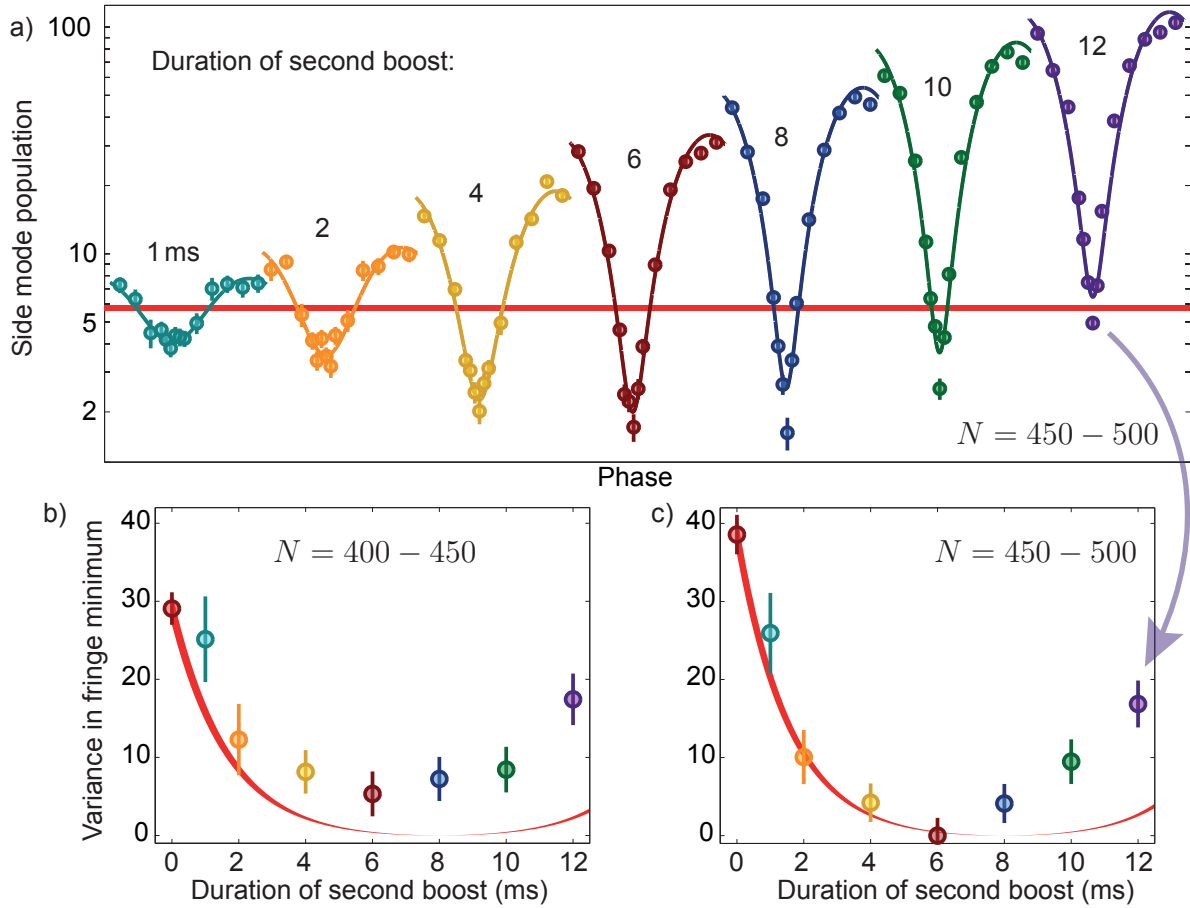 a)
100
10
5
2
Side mode population
Duration of second boost:
1 ms
2
4
6
8
10
12
N = 450 − 500
Phase
b)
N = 400 − 450
40
30
20
10
0
Variance in fringe minimum
0 2 4 6 8 10 12
Duration of second boost (ms)
c)
N = 450 − 500
40
30
20
10
0
0 2 4 6 8 10 12
Duration of second boost (ms)